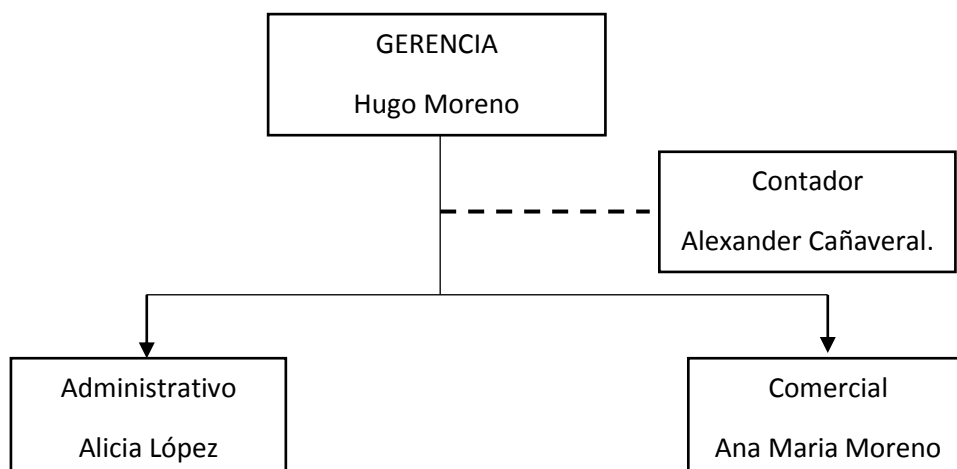 GERENCIA
Hugo Moreno
Contador
Alexander Cañaveral.
Administrativo
Alicia López
Comercial
Ana Maria Moreno